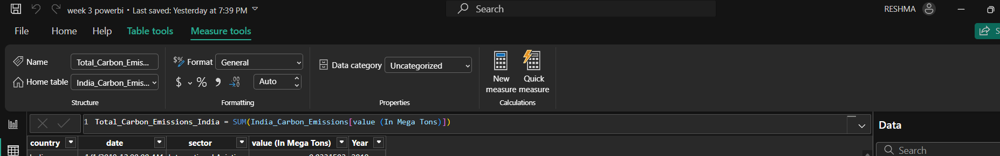 week 3 powerbi • Last saved: Yesterday at 7:39 PM
Search
RESHMA
File Home Help Table tools Measure tools
Name Total_Carbon_Emis...
Home table India_Carbon_Emis...
Structure
$% Format General
$ % , .00 →0 Auto
Formatting
Data category Uncategorized
Properties
New measure
Quick measure
Calculations
1 Total_Carbon_Emissions_India = SUM(India_Carbon_Emissions[value (In Mega Tons)])
Data
country date sector value (In Mega Tons) Year
Search